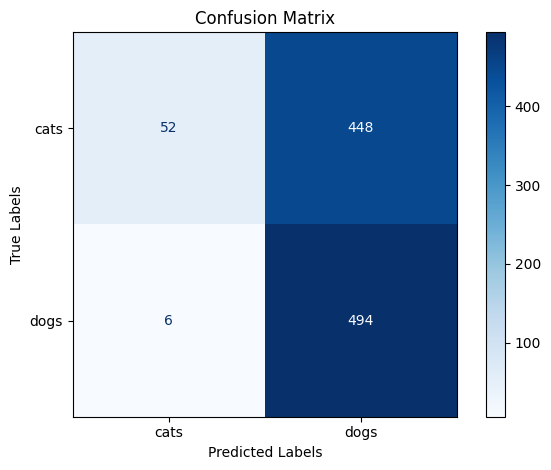 Confusion Matrix
cats
52
448
dogs
6
494
cats
dogs
True Labels
Predicted Labels
400
300
200
100